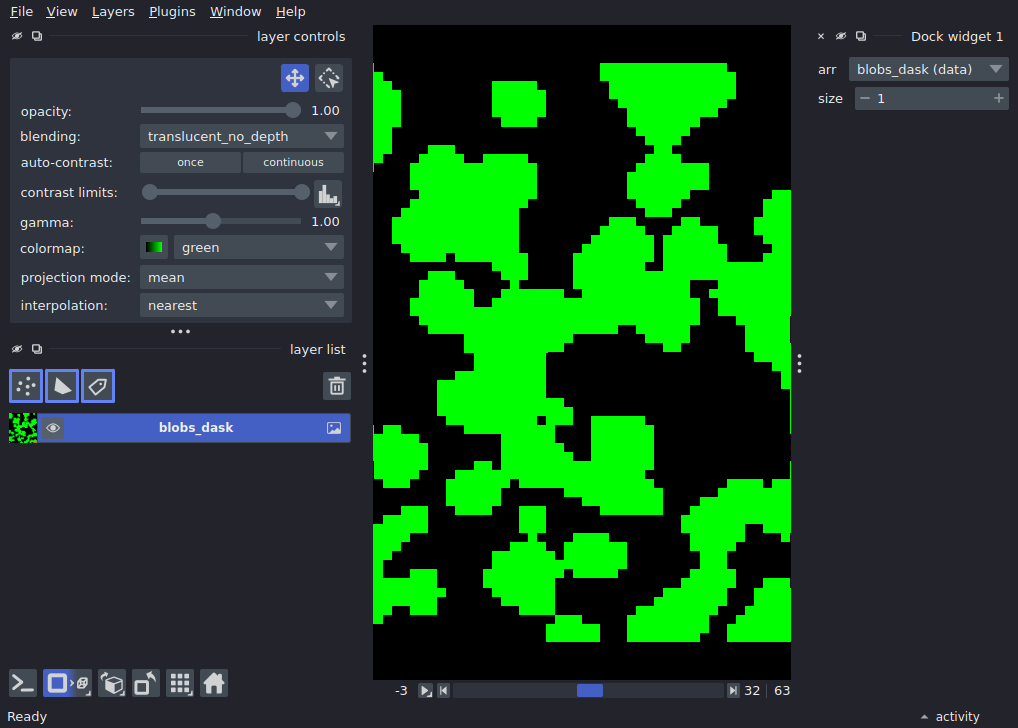 File View Layers Plugins Window Help
layer controls
opacity: 1.00
blending: translucent_no_depth
auto-contrast: once continuous
contrast limits:
gamma: 1.00
colormap: green
projection mode: mean
interpolation: nearest
layer list
blobs_dask
-3 32 63
Dock widget 1
arr blobs_dask (data)
size 1
Ready
activity